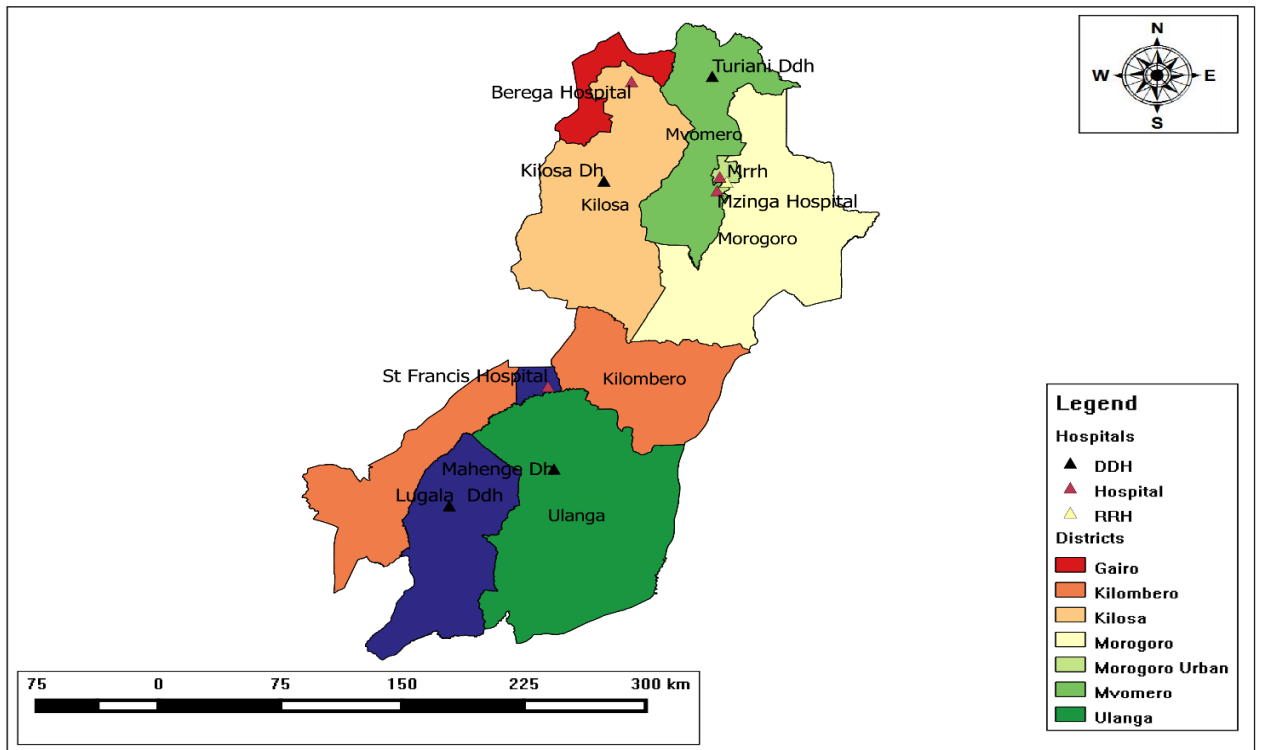 N
W E
S
Turiani Ddh
Berega Hospital
Mvomero
Kilosa Dh
Mrrh
Kilosa
Mzinga Hospital
Morogoro
St Francis Hospital
Kilombero
Mahenge Dh
Lugala Ddh
Ulanga
Legend
Hospitals
DDH
Hospital
RRH
Districts
Gairo
Kilombero
Kilosa
Morogoro
Morogoro Urban
Mvomero
Ulanga
75 0 75 150 225 300 km